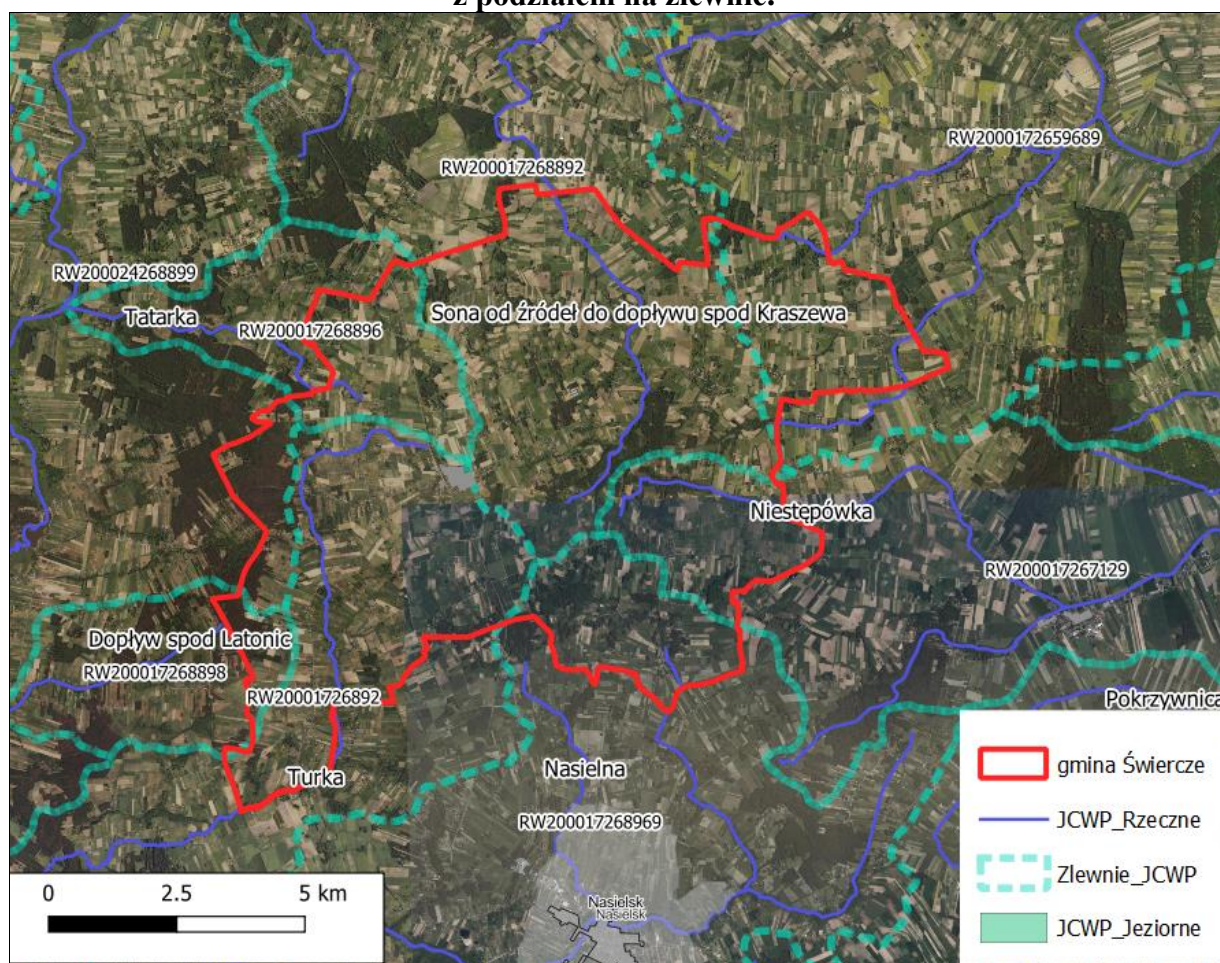 z podziałem na zlewnie.
RW2000172659689
RW200017268892
RW200024268899
Tatarka
Sona od źródeł do dopływu spod Kraszewa
RW200017268896
Niestępówka
RW200017267129
Dopływ spod Latonic
RW200017268898
RW20001726892
Pokrzywnica
Turka
Nasielna
RW200017268969
Nasielsk
Nasielsk
gmina Świercze
JCWP_Rzeczne
Zlewnie_JCWP
JCWP_Jeziorne
0 2.5 5 km